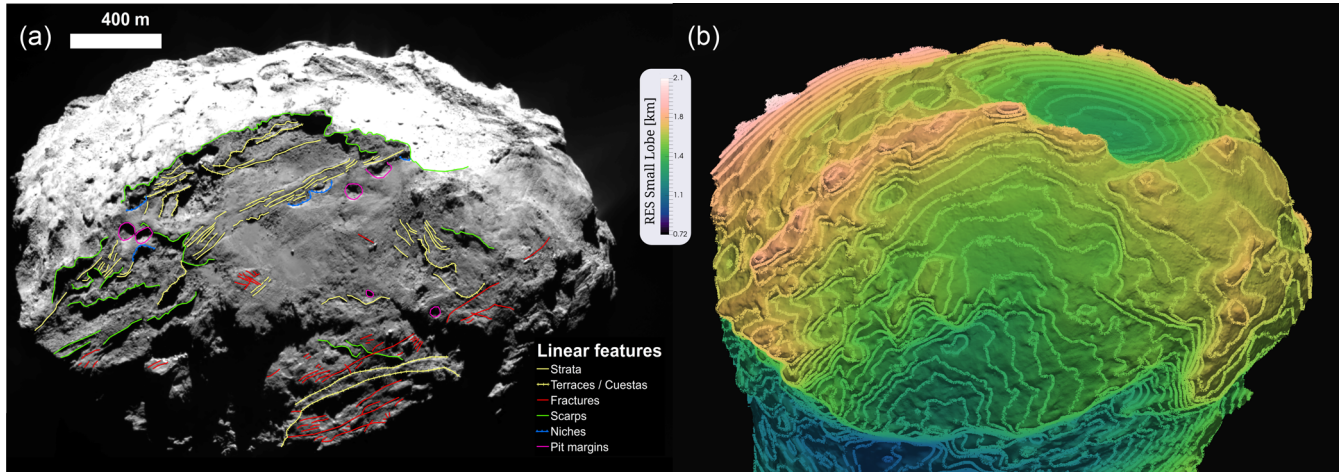 (a)
400 m
Linear features
Strata
Terraces / Cuestas
Fractures
Scarps
Niches
Pit margins
(b)
RES Small Lobe [km]
2.1
1.8
1.4
1.1
0.72